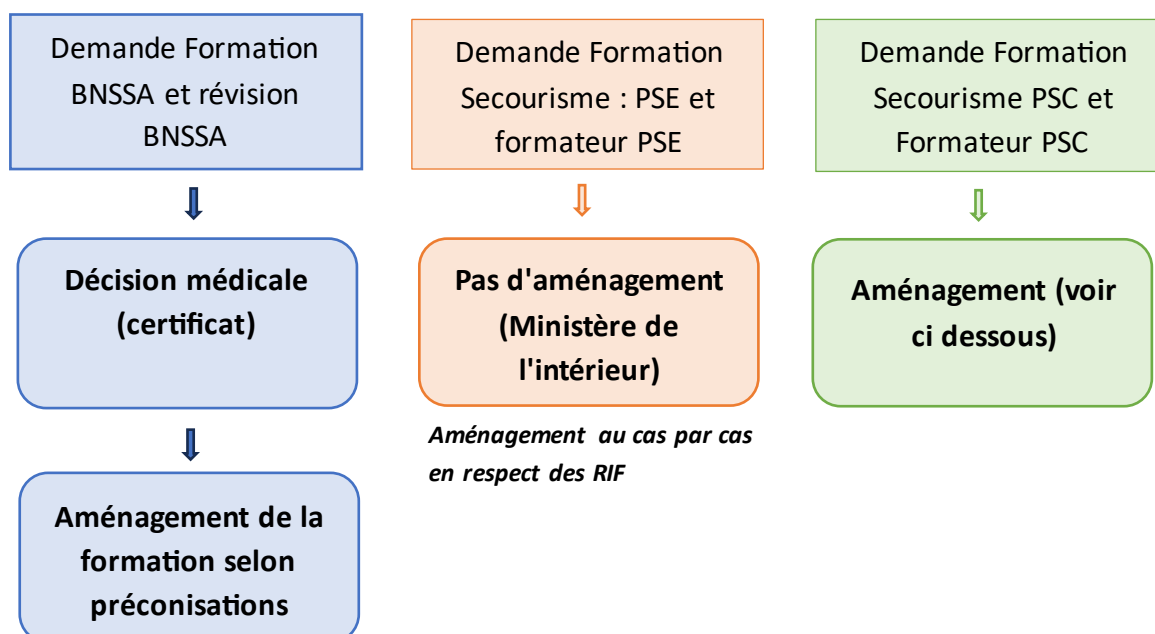 Demande Formation
BNSSA et révision
BNSSA
Décision médicale
(certificat)
Aménagement de la
formation selon
préconisations
Demande Formation
Secourisme : PSE et
formateur PSE
Pas d'aménagement
(Ministère de
l'intérieur)
Aménagement au cas par cas
en respect des RIF
Demande Formation
Secourisme PSC et
Formateur PSC
Aménagement (voir
ci dessous)